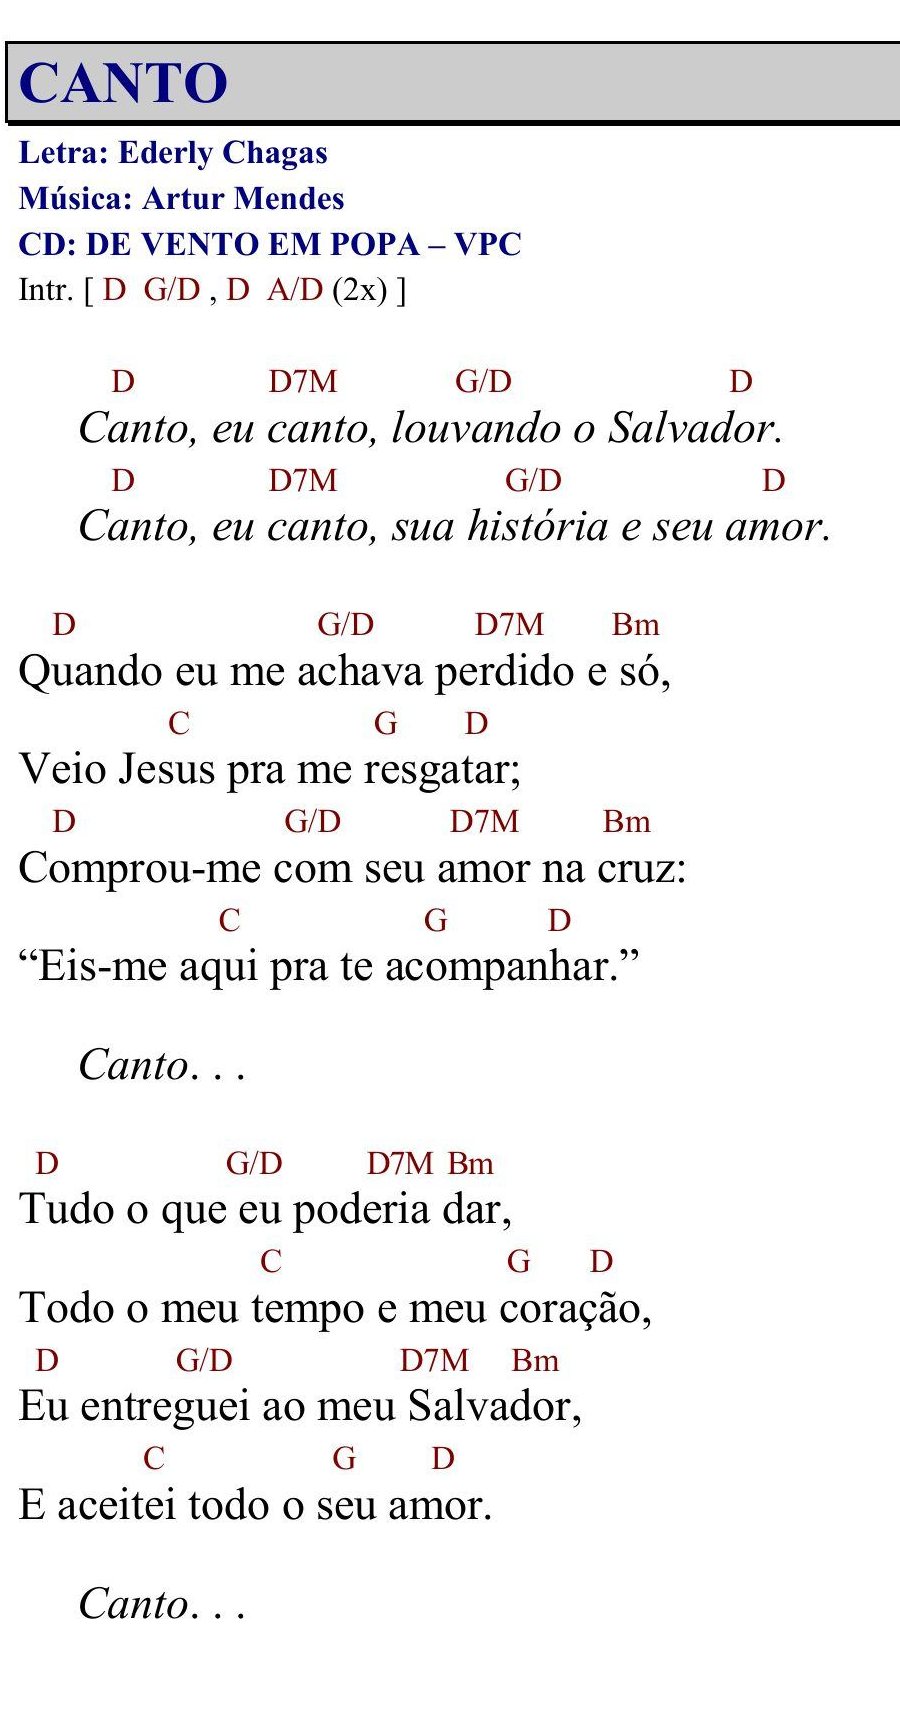 CANTO
Letra: Ederly Chagas
Música: Artur Mendes
CD: DE VENTO EM POPA – VPC
Intr. [ D G/D , D A/D (2x) ]
D D7M G/D D
Canto, eu canto, louvando o Salvador.
D D7M G/D D
Canto, eu canto, sua história e seu amor.
D G/D D7M Bm
Quando eu me achava perdido e só,
C G D
Veio Jesus pra me resgatar;
D G/D D7M Bm
Comprou-me com seu amor na cruz:
C G D
“Eis-me aqui pra te acompanhar.”
Canto. . .
D G/D D7M Bm
Tudo o que eu poderia dar,
C G D
Todo o meu tempo e meu coração,
D G/D D7M Bm
Eu entreguei ao meu Salvador,
C G D
E aceitei todo o seu amor.
Canto. . .